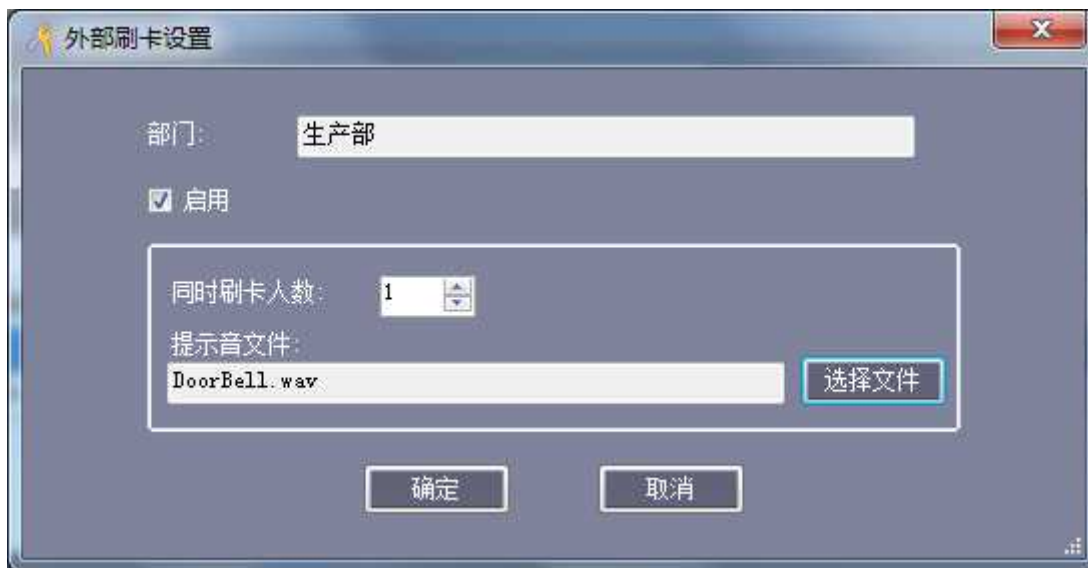 外部刷卡设置
部门: 生产部
启用
同时刷卡人数: 1
提示音文件:
DoorBell.wav 选择文件
确定 取消